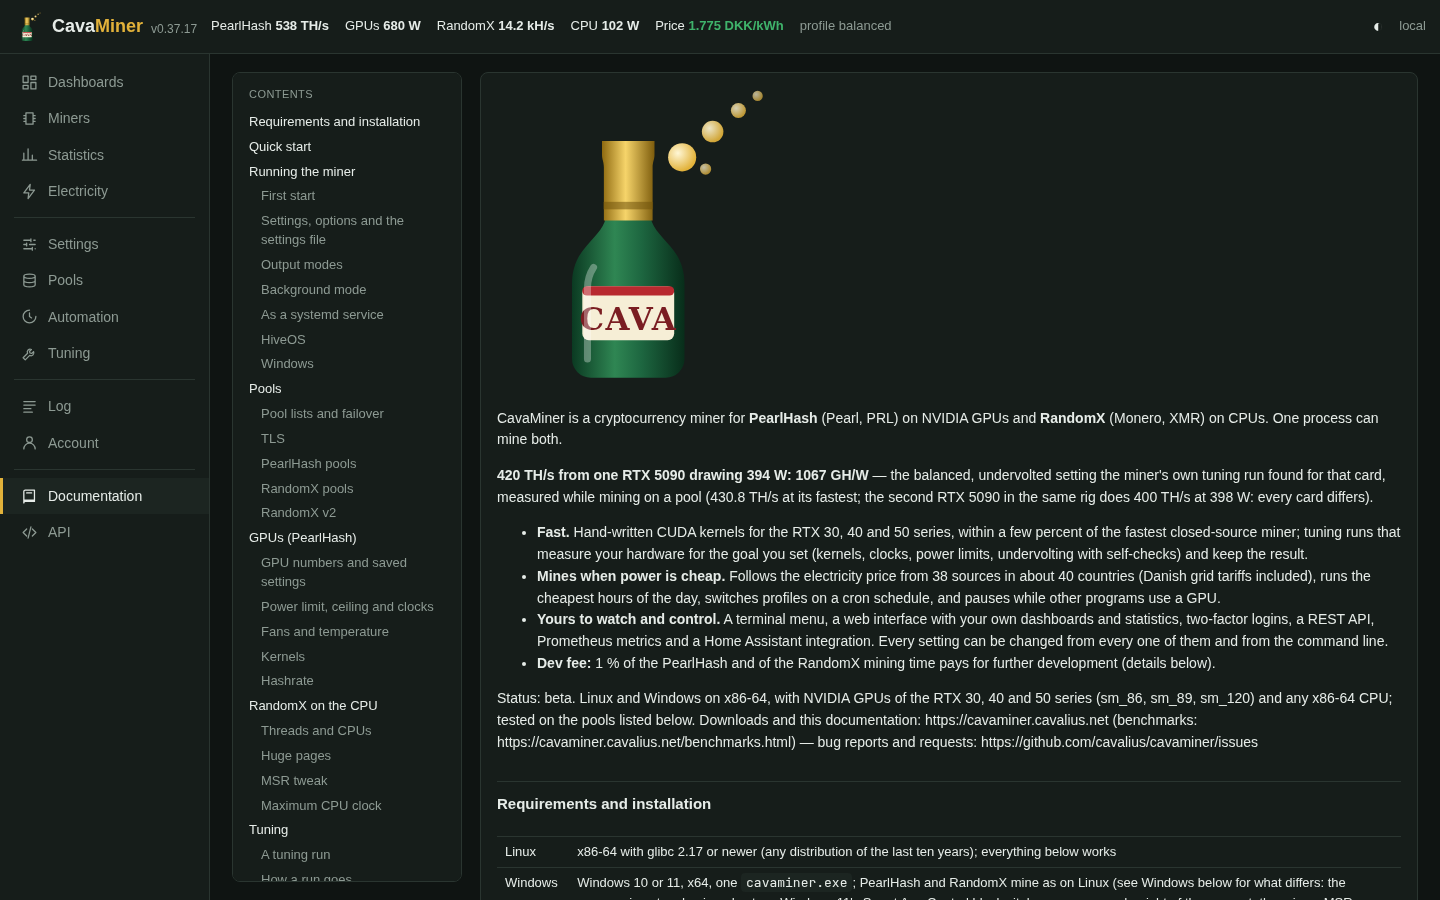 CavaMiner v0.37.17 PearlHash 538 TH/s GPUs 680 W RandomX 14.2 kH/s CPU 102 W Price 1.775 DKK/kWh profile balanced local
Dashboards
Miners
Statistics
Electricity
Settings
Pools
Automation
Tuning
Log
Account
Documentation
API
CONTENTS
Requirements and installation
Quick start
Running the miner
First start
Settings, options and the
settings file
Output modes
Background mode
As a systemd service
HiveOS
Windows
Pools
Pool lists and failover
TLS
PearlHash pools
RandomX pools
RandomX v2
GPUs (PearlHash)
GPU numbers and saved
settings
Power limit, ceiling and clocks
Fans and temperature
Kernels
Hashrate
RandomX on the CPU
Threads and CPUs
Huge pages
MSR tweak
Maximum CPU clock
Tuning
A tuning run
How a run goes
CAVA
CavaMiner is a cryptocurrency miner for PearlHash (Pearl, PRL) on NVIDIA GPUs and RandomX (Monero, XMR) on CPUs. One process can
mine both.
420 TH/s from one RTX 5090 drawing 394 W: 1067 GH/W — the balanced, undervolted setting the miner's own tuning run found for that card,
measured while mining on a pool (430.8 TH/s at its fastest; the second RTX 5090 in the same rig does 400 TH/s at 398 W: every card differs).
• Fast. Hand-written CUDA kernels for the RTX 30, 40 and 50 series, within a few percent of the fastest closed-source miner; tuning runs that
measure your hardware for the goal you set (kernels, clocks, power limits, undervolting with self-checks) and keep the result.
• Mines when power is cheap. Follows the electricity price from 38 sources in about 40 countries (Danish grid tariffs included), runs the
cheapest hours of the day, switches profiles on a cron schedule, and pauses while other programs use a GPU.
• Yours to watch and control. A terminal menu, a web interface with your own dashboards and statistics, two-factor logins, a REST API,
Prometheus metrics and a Home Assistant integration. Every setting can be changed from every one of them and from the command line.
• Dev fee: 1 % of the PearlHash and of the RandomX mining time pays for further development (details below).
Status: beta. Linux and Windows on x86-64, with NVIDIA GPUs of the RTX 30, 40 and 50 series (sm_86, sm_89, sm_120) and any x86-64 CPU;
tested on the pools listed below. Downloads and this documentation: https://cavaminer.cavalius.net (benchmarks:
https://cavaminer.cavalius.net/benchmarks.html) — bug reports and requests: https://github.com/cavalius/cavaminer/issues
Requirements and installation
Linux x86-64 with glibc 2.17 or newer (any distribution of the last ten years); everything below works
Windows Windows 10 or 11, x64, one cavaminer.exe; PearlHash and RandomX mine as on Linux (see Windows below for what differs: the